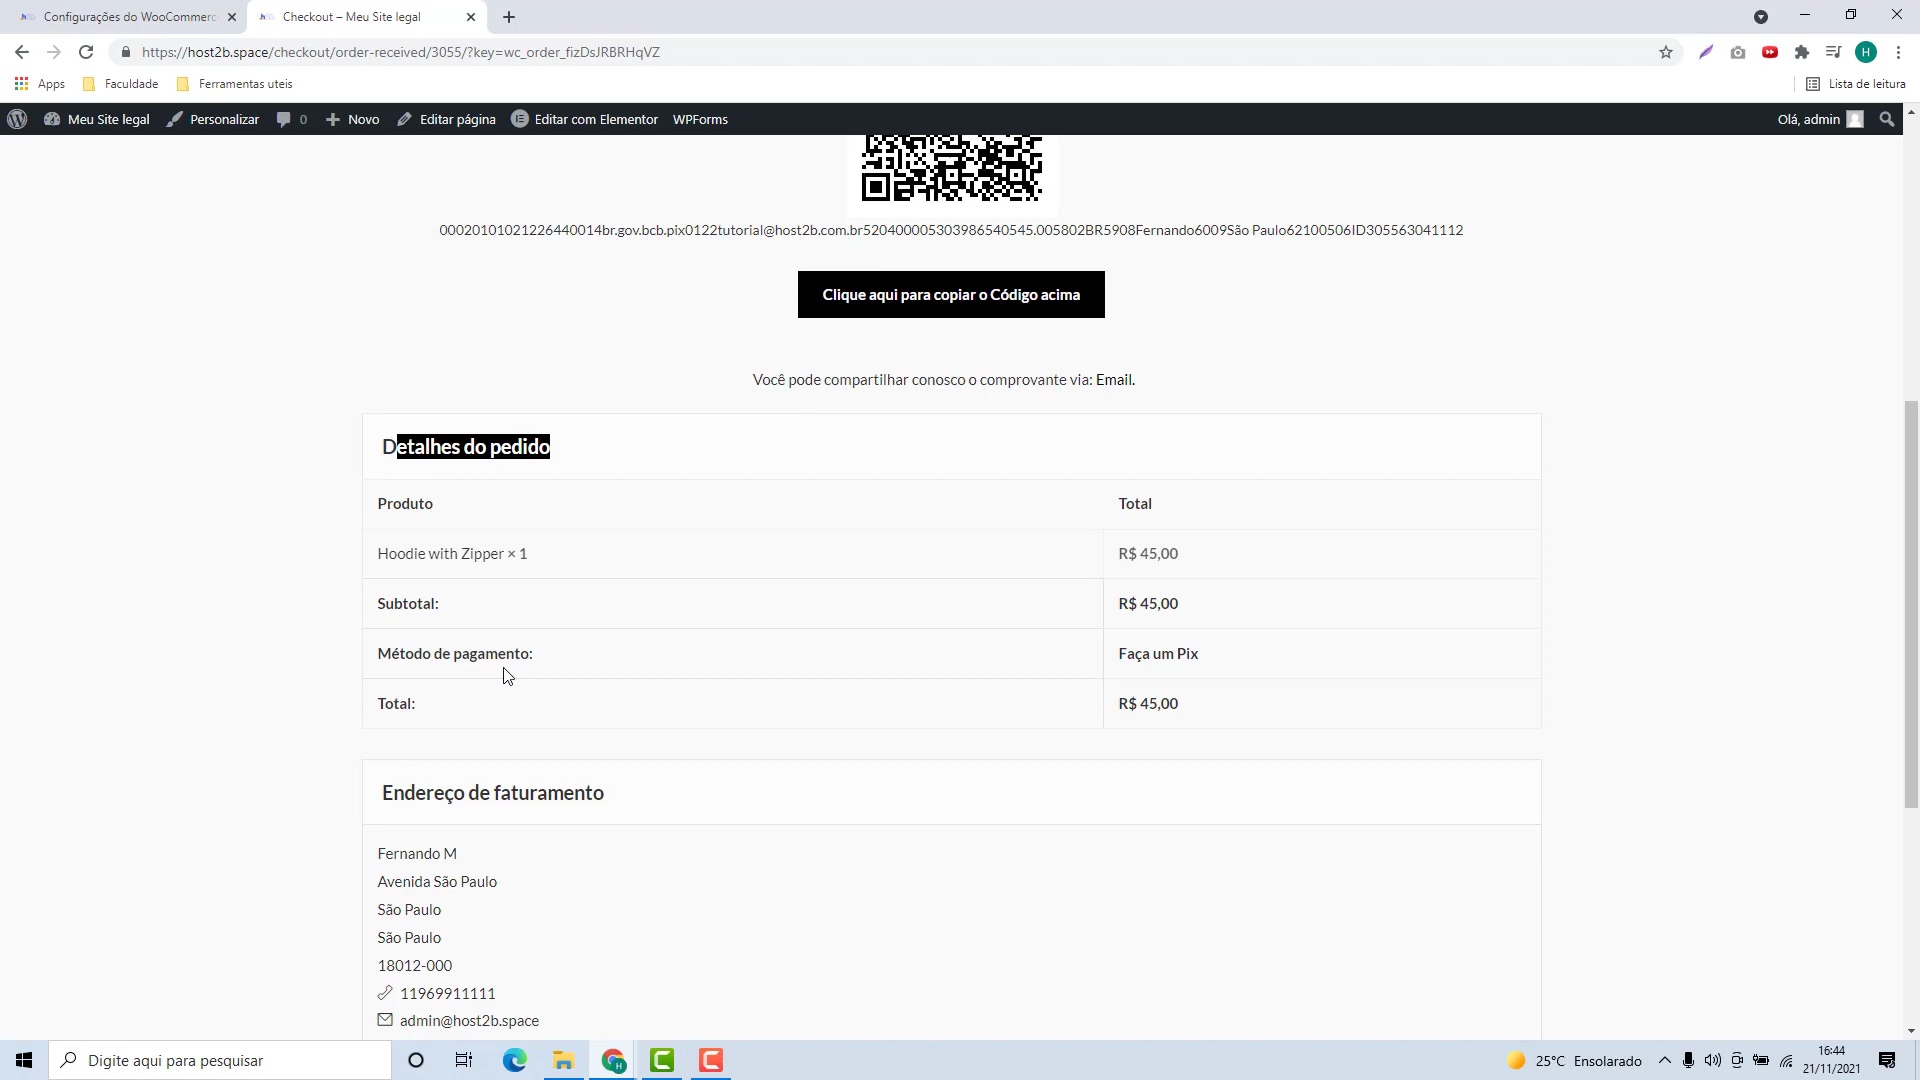 Configurações do WooCommerc
Checkout – Meu Site legal
https://host2b.space/checkout/order-received/3055/?key=wc_order_fizDsJRBRHqVZ
H
Apps
Faculdade
Ferramentas uteis
Lista de leitura
Meu Site legal
Personalizar
0
Novo
Editar página
Editar com Elementor
WPForms
Olá, admin
00020101021226440014br.gov.bcb.pix0122tutorial@host2b.com.br520400005303986540545.005802BR5908Fernando6009São Paulo62100506ID305563041112
Clique aqui para copiar o Código acima
Você pode compartilhar conosco o comprovante via: Email.
Detalhes do pedido
Produto Total
Hoodie with Zipper × 1 R$ 45,00
Subtotal: R$ 45,00
Método de pagamento: Faça um Pix
Total: R$ 45,00
Endereço de faturamento
Fernando M
Avenida São Paulo
São Paulo
São Paulo
18012-000
11969911111
admin@host2b.space
Digite aqui para pesquisar
25°C Ensolarado
16:44
21/11/2021